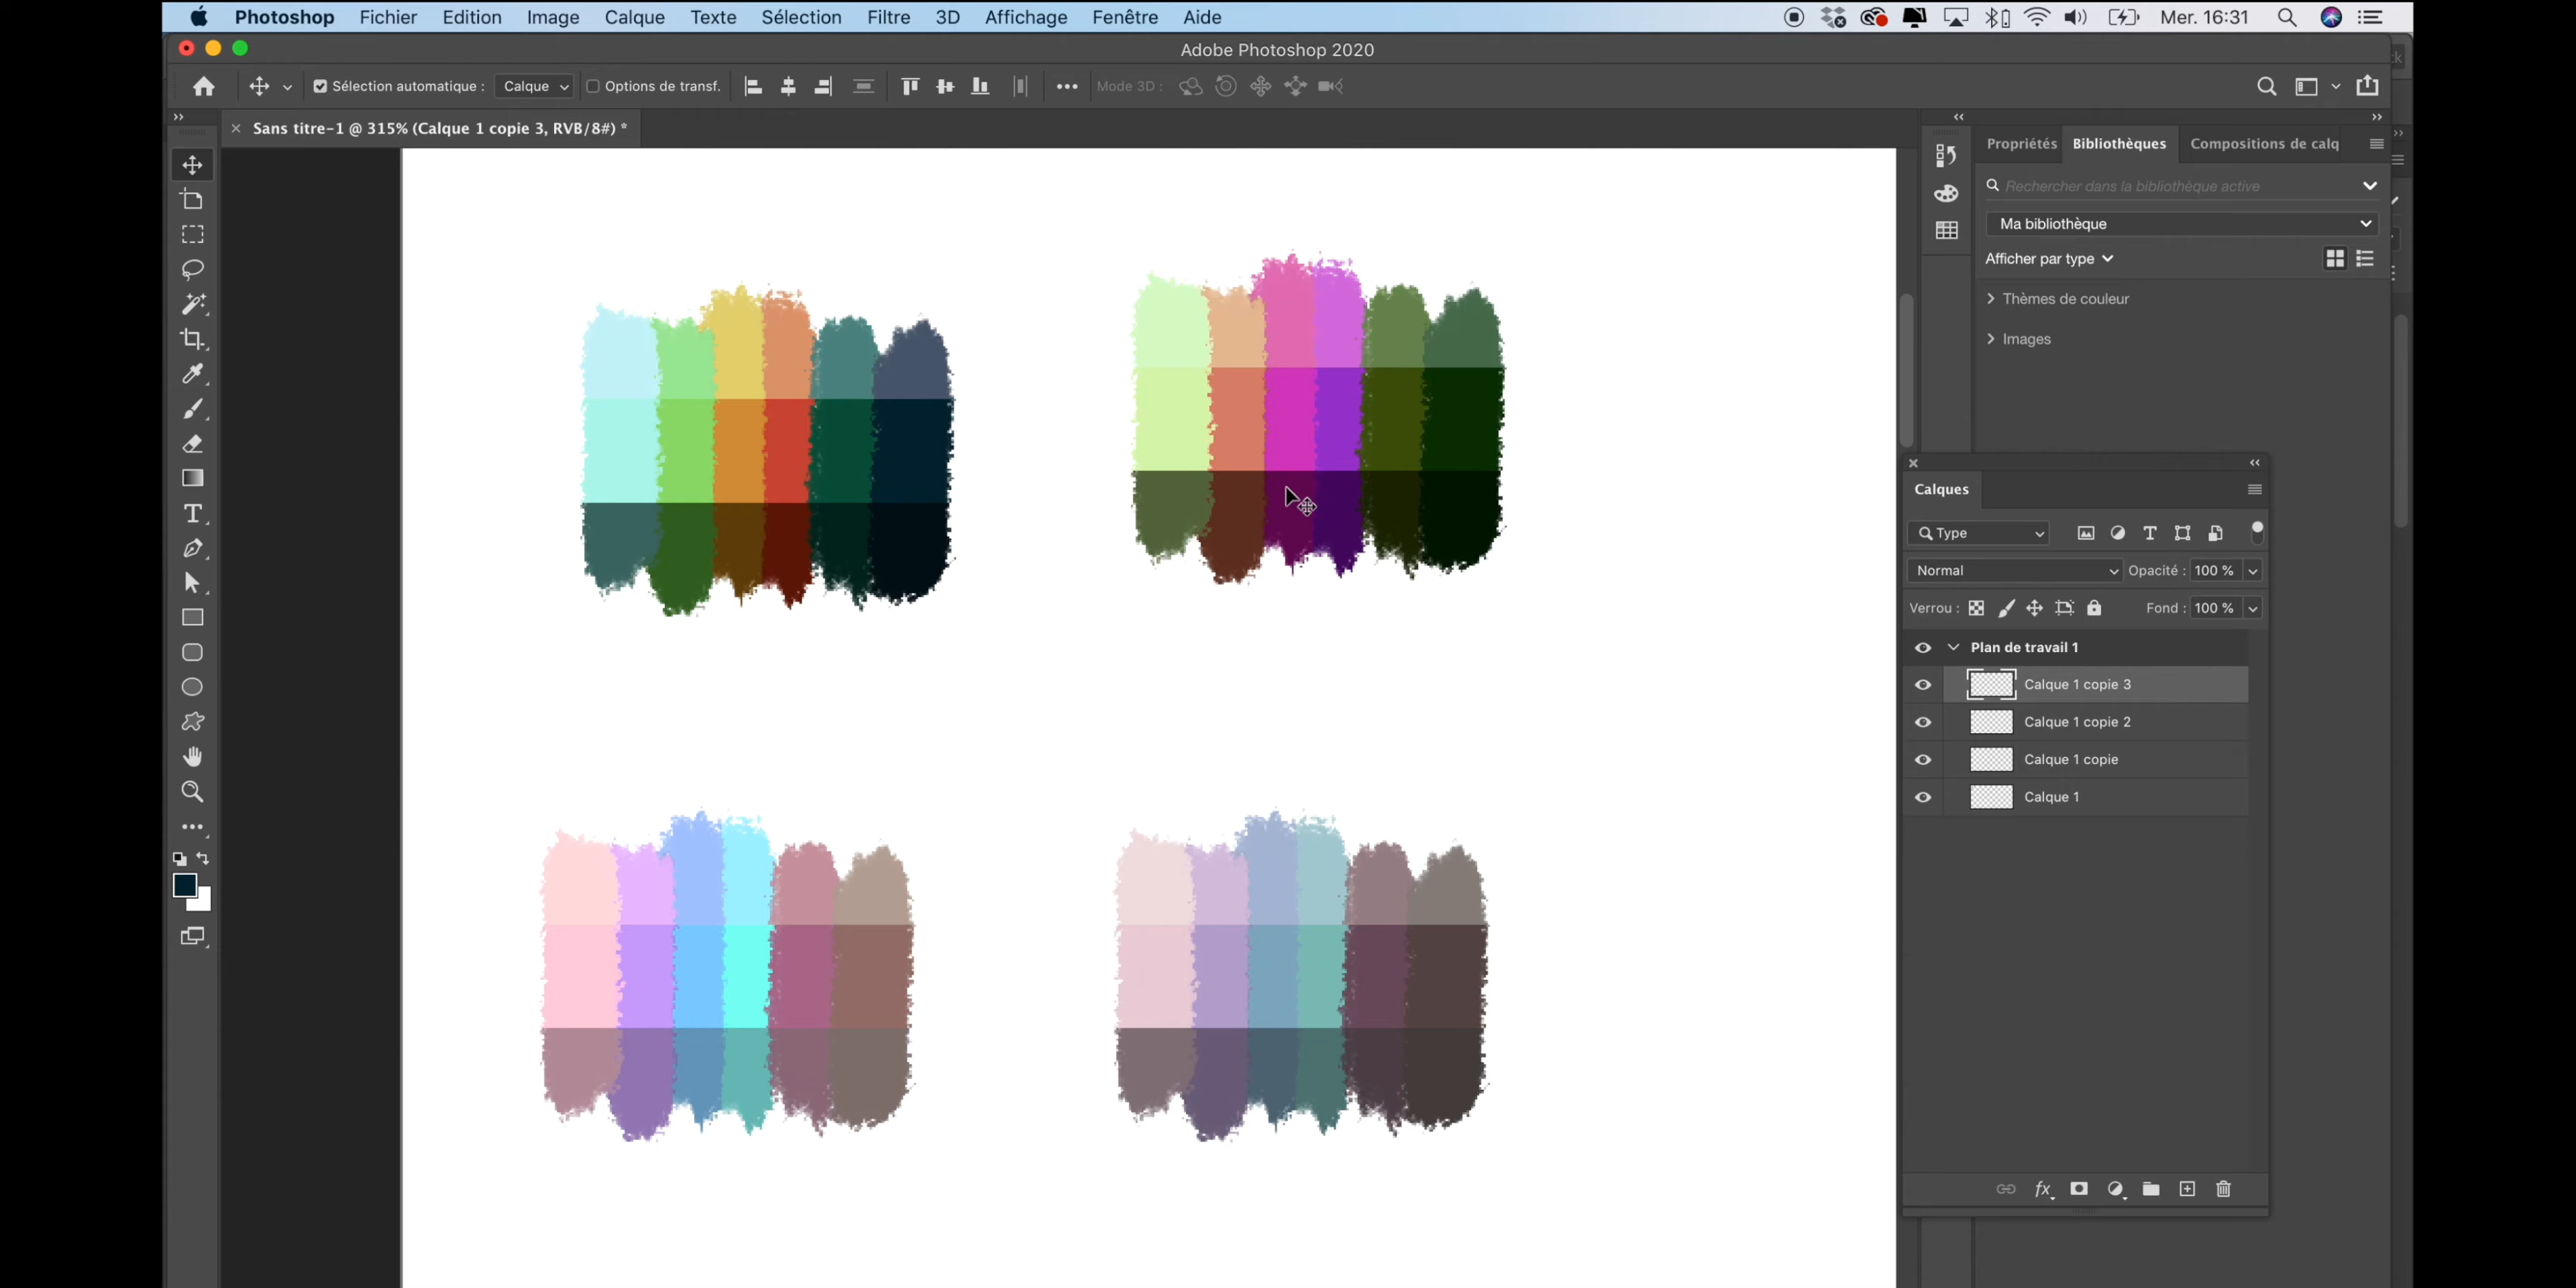 Photoshop Fichier Edition Image Calque Texte Sélection Filtre 3D Affichage Fenêtre Aide Mer. 16:31
Adobe Photoshop 2020
Sélection automatique : Calque Options de transf. Mode 3D :
Sans titre-1 @ 315% (Calque 1 copie 3, RVB/8#) *
Propriétés Bibliothèques Compositions de calq
Rechercher dans la bibliothèque active
Ma bibliothèque
Afficher par type
Thèmes de couleur
Images
Calques
Type
Normal Opacité : 100 %
Verrou : Fond : 100 %
Plan de travail 1
Calque 1 copie 3
Calque 1 copie 2
Calque 1 copie
Calque 1
fx